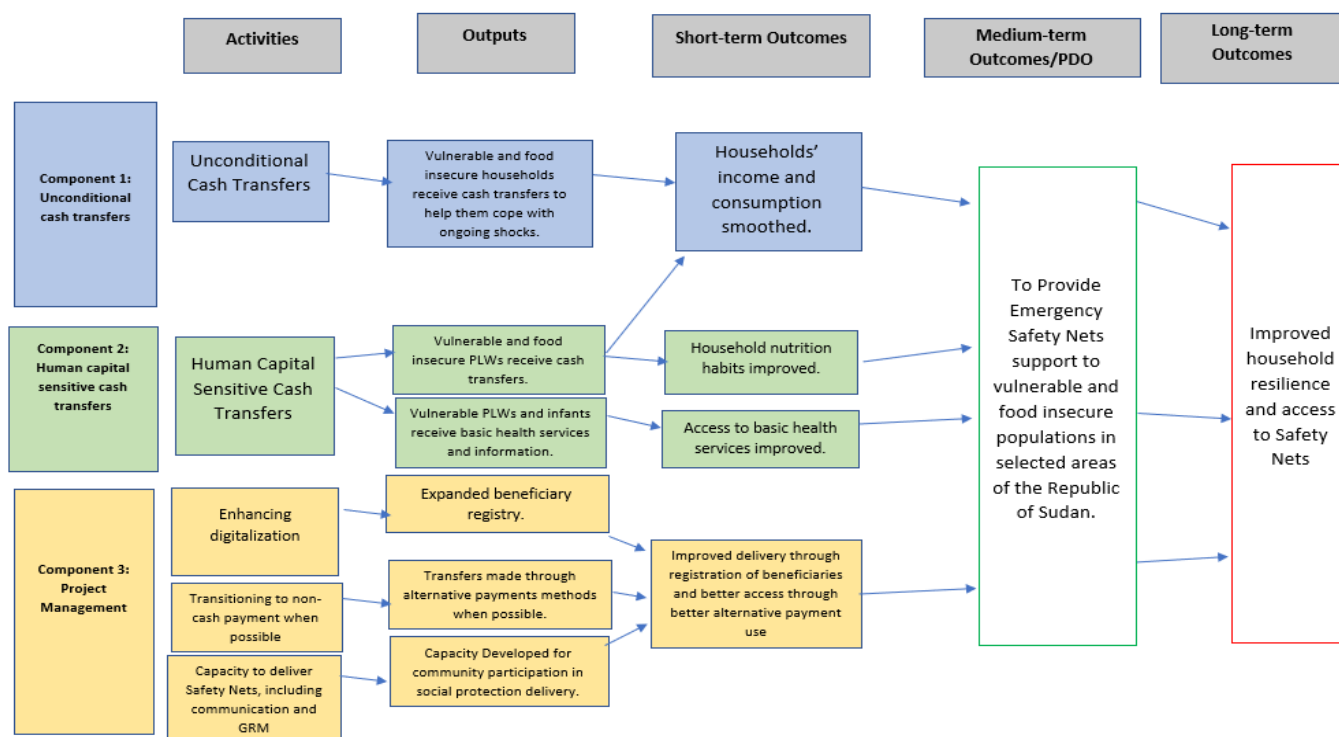 Activities
Outputs
Short-term Outcomes
Medium-term
Outcomes/PDO
Long-term
Outcomes
Component 1:
Unconditional
cash transfers
Unconditional
Cash Transfers
Vulnerable and food
insecure households
receive cash transfers to
help them cope with
ongoing shocks.
Households’
income and
consumption
smoothed.
Component 2:
Human capital
sensitive cash
transfers
Human Capital
Sensitive Cash
Transfers
Vulnerable and food
insecure PLWs receive cash
transfers.
Household nutrition
habits improved.
Vulnerable PLWs and infants
receive basic health services
and information.
Access to basic health
services improved.
Component 3:
Project
Management
Enhancing
digitalization
Expanded beneficiary
registry.
Transitioning to non-
cash payment when
possible
Transfers made through
alternative payments methods
when possible.
Capacity to deliver
Safety Nets, including
communication and
GRM
Capacity Developed for
community participation in
social protection delivery.
Improved delivery through
registration of beneficiaries
and better access through
better alternative payment
use
To Provide
Emergency
Safety Nets
support to
vulnerable and
food insecure
populations in
selected areas
of the Republic
of Sudan.
Improved
household
resilience
and access
to Safety
Nets